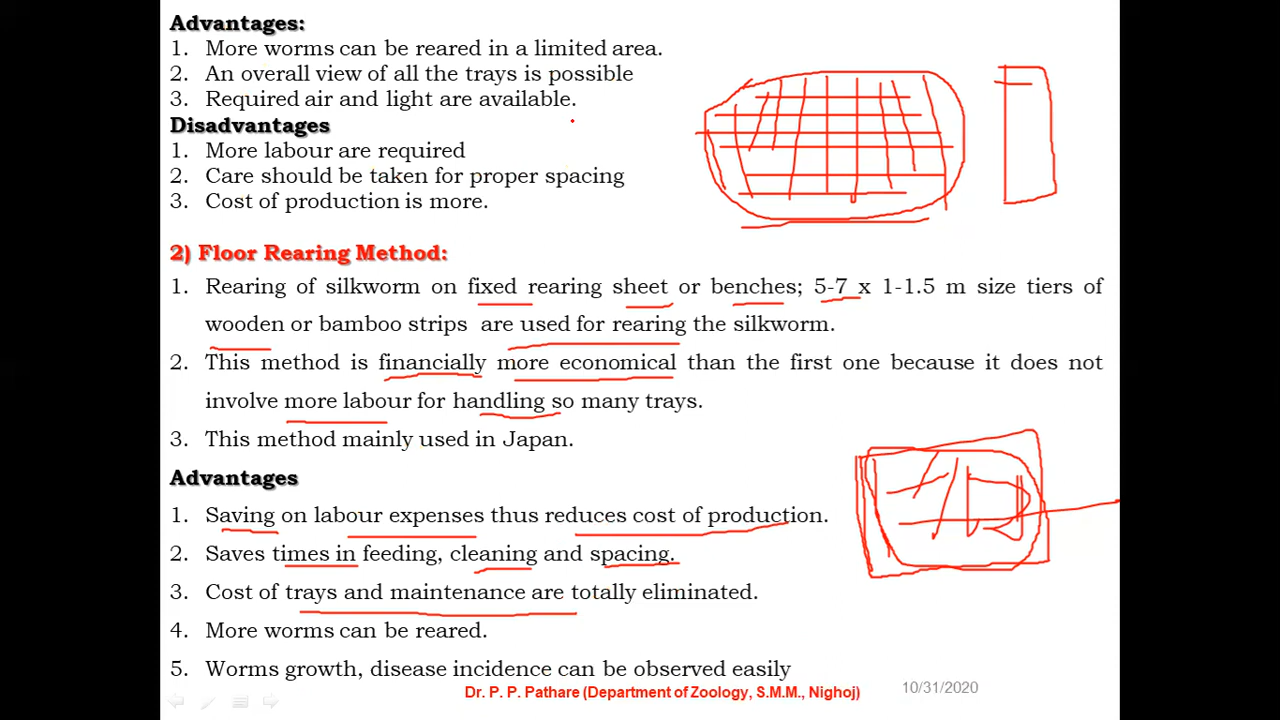 Advantages:
1. More worms can be reared in a limited area.
2. An overall view of all the trays is possible
3. Required air and light are available.
Disadvantages
1. More labour are required
2. Care should be taken for proper spacing
3. Cost of production is more.
2) Floor Rearing Method:
1. Rearing of silkworm on fixed rearing sheet or benches; 5-7 x 1-1.5 m size tiers of
wooden or bamboo strips are used for rearing the silkworm.
2. This method is financially more economical than the first one because it does not
involve more labour for handling so many trays.
3. This method mainly used in Japan.
Advantages
1. Saving on labour expenses thus reduces cost of production.
2. Saves times in feeding, cleaning and spacing.
3. Cost of trays and maintenance are totally eliminated.
4. More worms can be reared.
5. Worms growth, disease incidence can be observed easily
Dr. P. P. Pathare (Department of Zoology, S.M.M., Nighoj)
10/31/2020